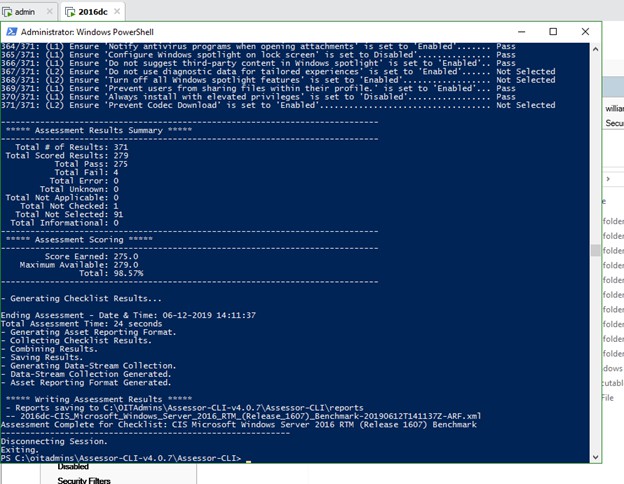 admin
2016dc
Administrator: Windows PowerShell
364/371: (L1) Ensure 'Notify antivirus programs when opening attachments' is set to 'Enabled'....... Pass
365/371: (L1) Ensure 'Configure Windows spotlight on lock screen' is set to Disabled'............... Pass
366/371: (L1) Ensure 'Do not suggest third-party content in Windows spotlight' is set to 'Enabled'.. Pass
367/371: (L2) Ensure 'Do not use diagnostic data for tailored experiences' is set to 'Enabled'...... Not Selected
368/371: (L2) Ensure 'Turn off all Windows spotlight features' is set to 'Enabled'.................. Not Selected
369/371: (L1) Ensure 'Prevent users from sharing files within their profile.' is set to 'Enabled'... Pass
370/371: (L1) Ensure 'Always install with elevated privileges' is set to 'Disabled'................. Pass
371/371: (L2) Ensure 'Prevent Codec Download' is set to 'Enabled'................................... Not Selected
***** Assessment Results Summary *****
Total # of Results: 371
Total Scored Results: 279
Total Pass: 275
Total Fail: 4
Total Error: 0
Total Unknown: 0
Total Not Applicable: 0
Total Not Checked: 1
Total Not Selected: 91
Total Informational: 0
***** Assessment Scoring *****
Score Earned: 275.0
Maximum Available: 279.0
Total: 98.57%
- Generating Checklist Results...
Ending Assessment - Date & Time: 06-12-2019 14:11:37
Total Assessment Time: 24 seconds
- Generating Asset Reporting Format.
- Collecting Checklist Results.
- Combining Results.
- Saving Results.
- Generating Data-Stream Collection.
- Data-Stream Collection Generated.
- Asset Reporting Format Generated.
***** Writing Assessment Results *****
- Reports saving to C:\OITAdmins\Assessor-CLI-v4.0.7\Assessor-CLI\reports
-- 2016dc-CIS_Microsoft_Windows_Server_2016_RTM_(Release_1607)_Benchmark-20190612T141137Z-ARF.xml
Assessment Complete for Checklist: CIS Microsoft Windows Server 2016 RTM (Release 1607) Benchmark
Disconnecting Session.
Exiting.
PS C:\oitadmins\Assessor-CLI-v4.0.7\Assessor-CLI>
Disabled
Security Filters
willian
Secur
folder
folder
folder
folder
folder
folder
folder
folder
dows
cutabl
File